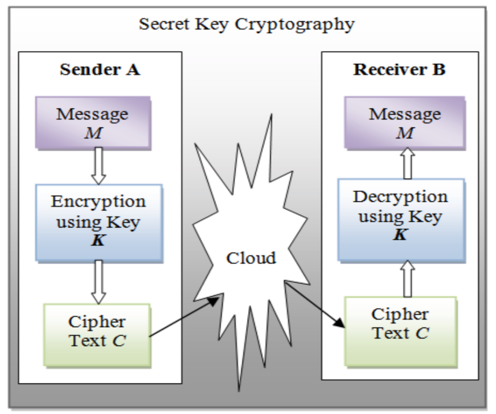 Secret Key Cryptography
Sender A
Message
M
Encryption
using Key
K
Cipher
Text C
Cloud
Receiver B
Message
M
Decryption
using Key
K
Cipher
Text C